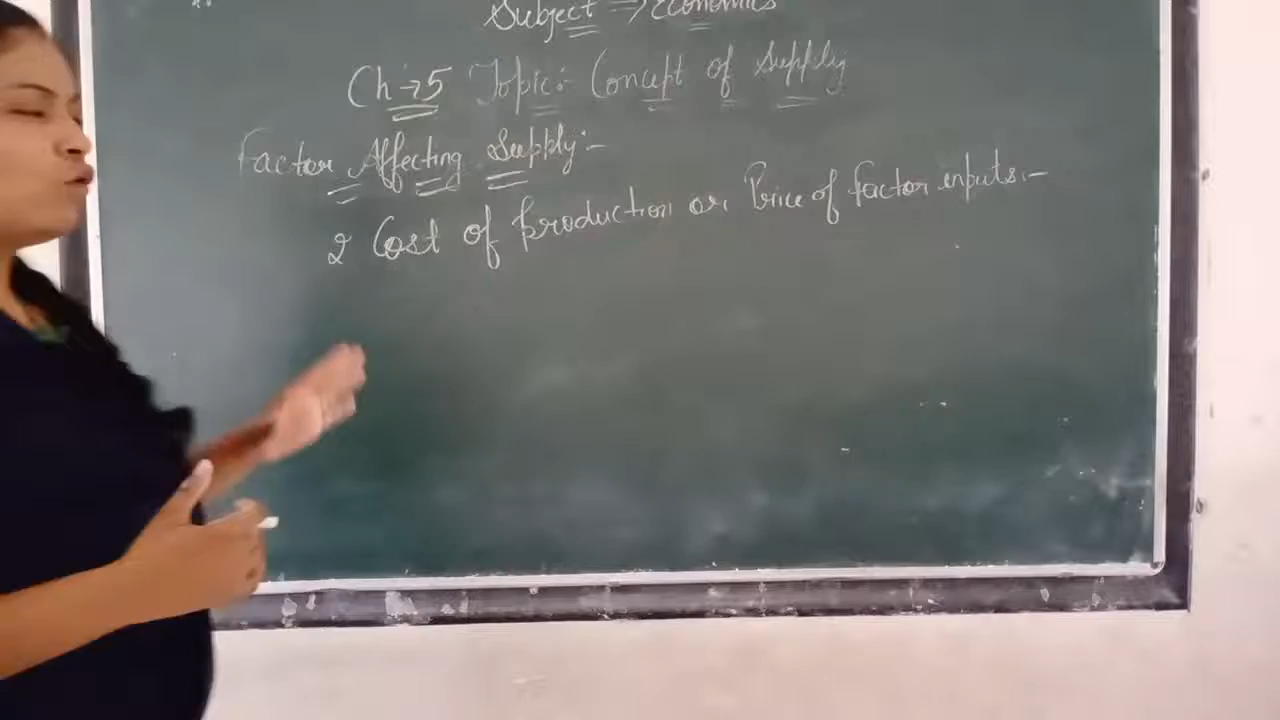 Subject → Economics
Ch → 5 Topic:- Concept of Supply
Factor Affecting Supply:-
2 Cost of production or Price of factor inputs:-